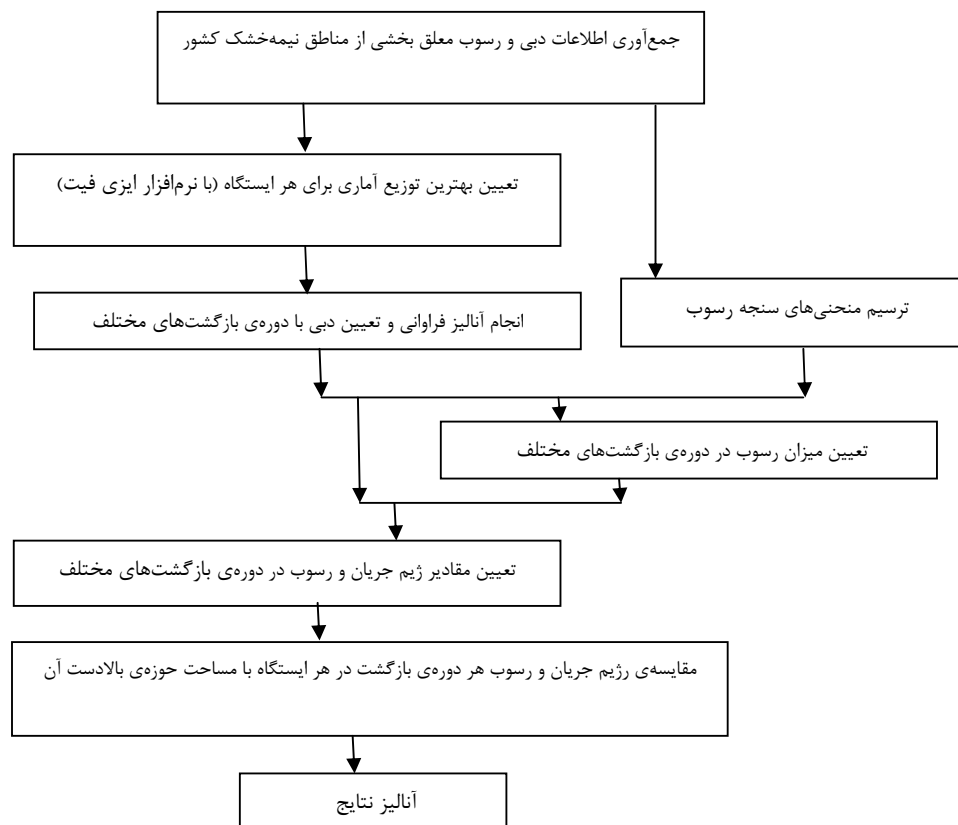 جمع‌آوری اطلاعات دبی و رسوب معلق بخشی از مناطق نیمه‌خشک کشور
تعیین بهترین توزیع آماری برای هر ایستگاه (با نرم‌افزار ایزی فیت)
ترسیم منحنی‌های سنجه رسوب
انجام آنالیز فراوانی و تعیین دبی با دوره‌ی بازگشت‌های مختلف
تعیین میزان رسوب در دوره‌ی بازگشت‌های مختلف
تعیین مقادیر ژیم جریان و رسوب در دوره‌ی بازگشت‌های مختلف
مقایسه‌ی رژیم جریان و رسوب هر دوره‌ی بازگشت در هر ایستگاه با مساحت حوزه‌ی بالادست آن
آنالیز نتایج